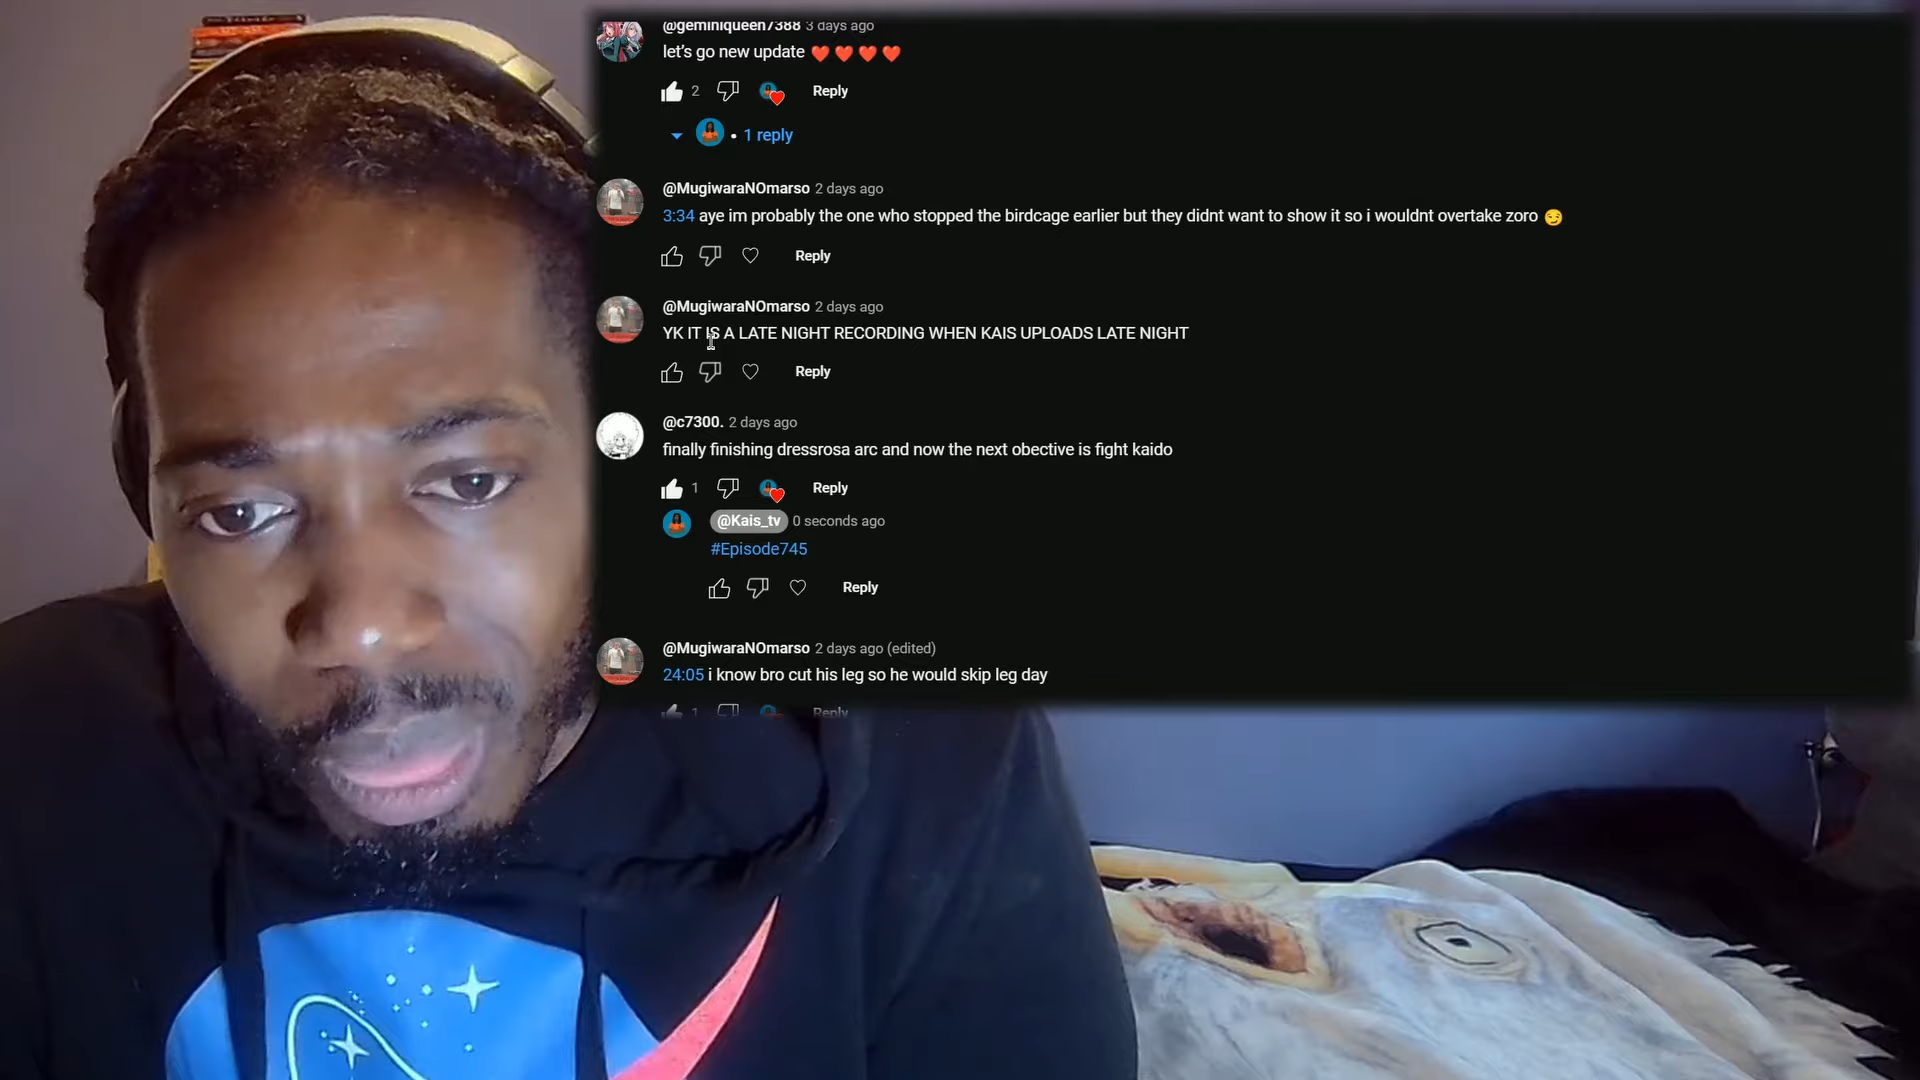 @geminiqueen7388 3 days ago
let's go new update ❤️ ❤️ ❤️ ❤️
2 Reply
• 1 reply
@MugiwaraNOmarso 2 days ago
3:34 aye im probably the one who stopped the birdcage earlier but they didnt want to show it so i wouldnt overtake zoro 😏
Reply
@MugiwaraNOmarso 2 days ago
YK IT IS A LATE NIGHT RECORDING WHEN KAIS UPLOADS LATE NIGHT
Reply
@c7300. 2 days ago
finally finishing dressrosa arc and now the next obective is fight kaido
1 Reply
@Kais_tv 0 seconds ago
#Episode745
Reply
@MugiwaraNOmarso 2 days ago (edited)
24:05 i know bro cut his leg so he would skip leg day
1 Reply